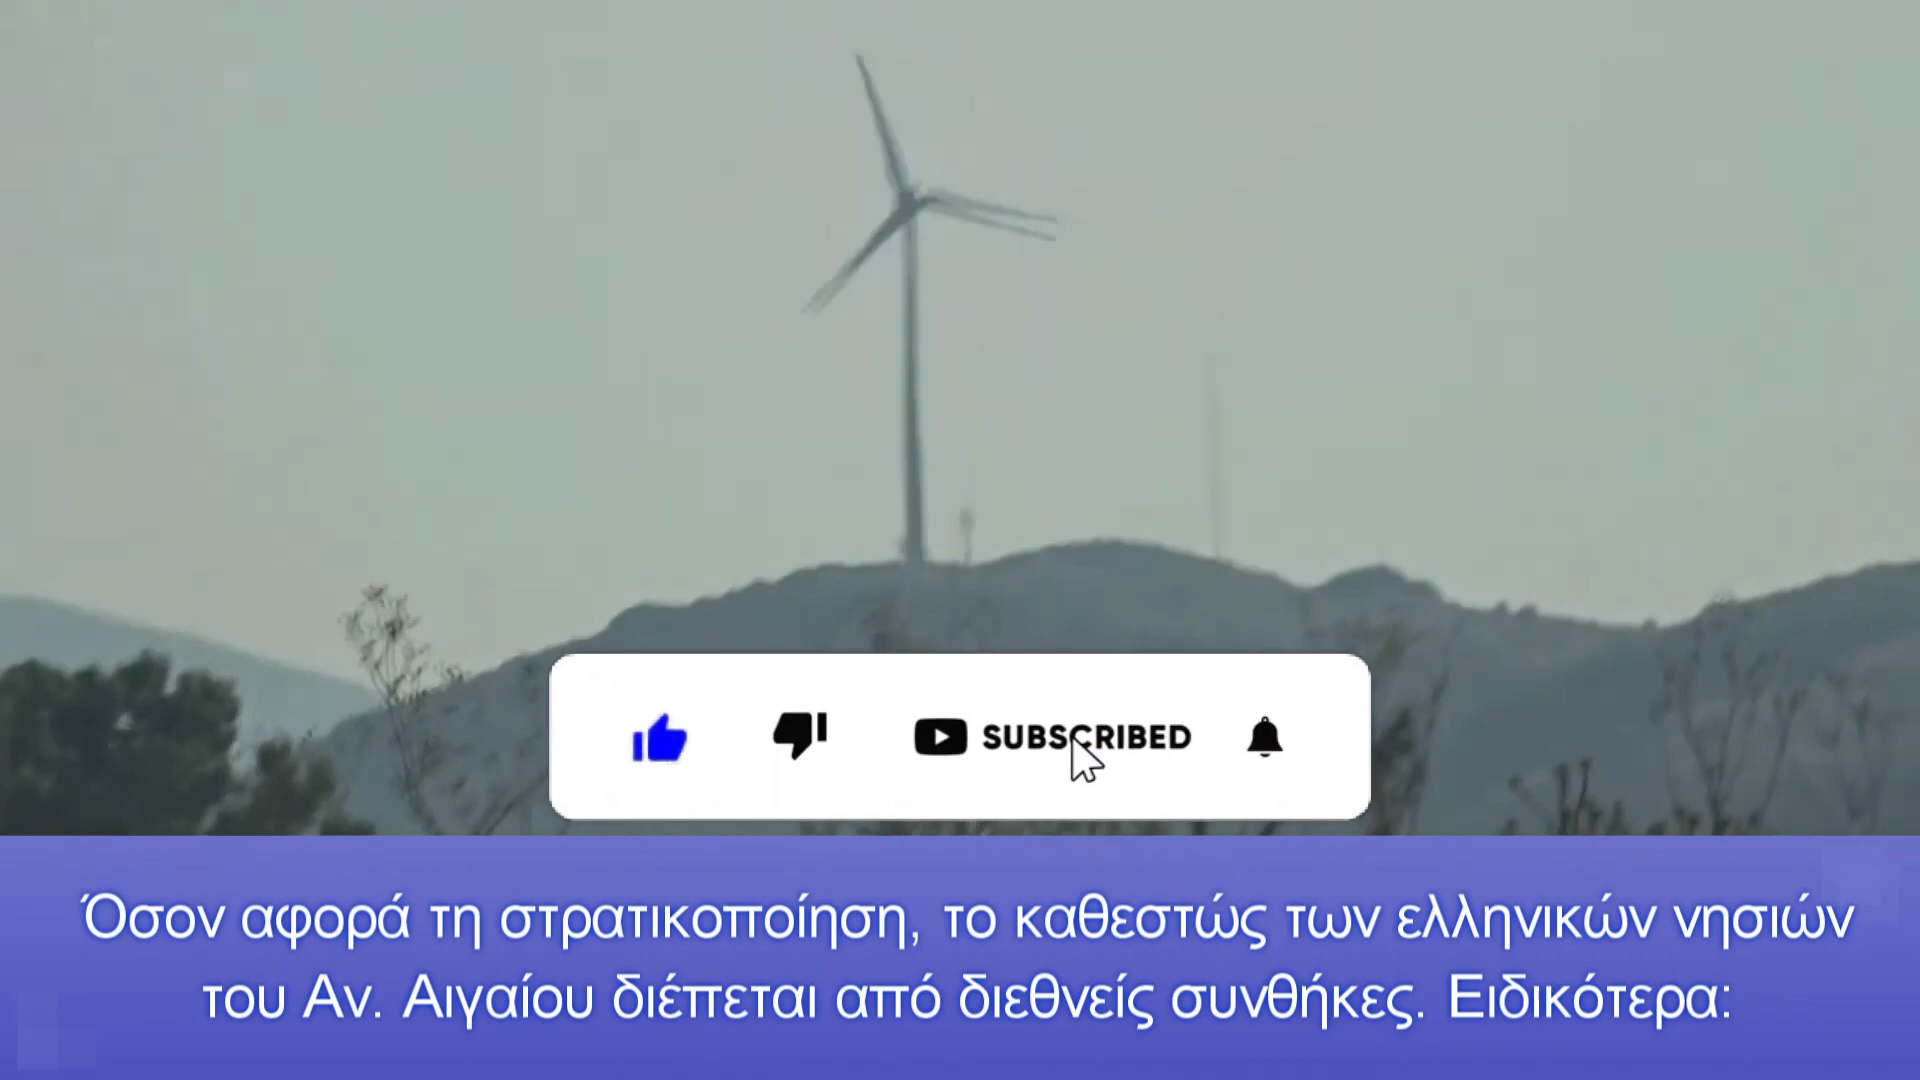 SUBSCRIBED
Όσον αφορά τη στρατικοποίηση, το καθεστώς των ελληνικών νησιών
του Αν. Αιγαίου διέπεται από διεθνείς συνθήκες. Ειδικότερα: